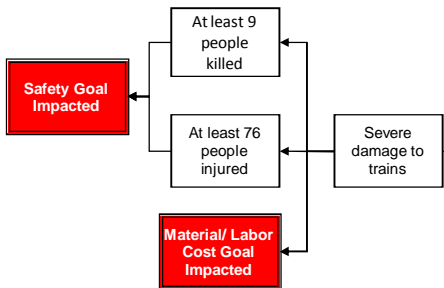 At least 9
people
killed
Safety Goal
Impacted
At least 76
people
injured
Severe
damage to
trains
Material/ Labor
Cost Goal
Impacted